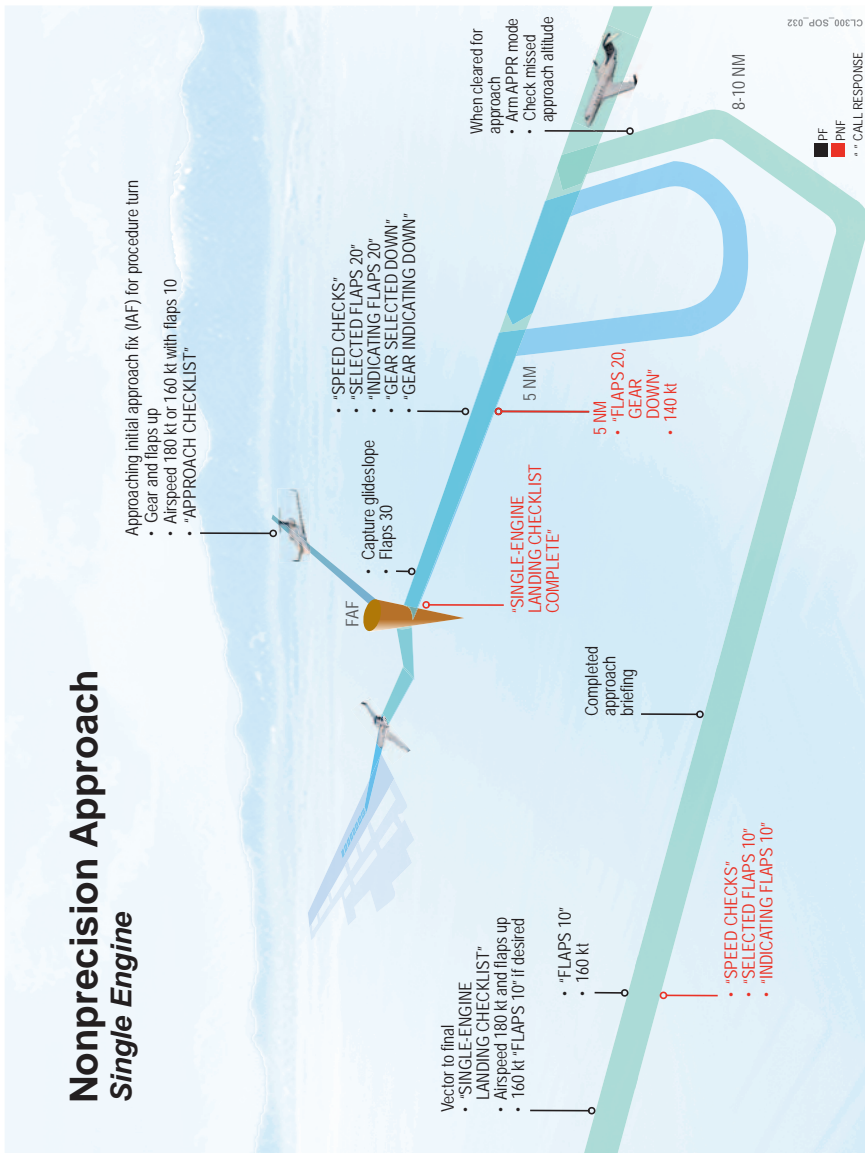 Nonprecision Approach
Single Engine
Vector to final
• "SINGLE-ENGINE
LANDING CHECKLIST"
• Airspeed 180 kt and flaps up
• 160 kt "FLAPS 10" if desired
• "FLAPS 10"
• 160 kt
• "SPEED CHECKS"
• "SELECTED FLAPS 10"
• "INDICATING FLAPS 10"
Completed
approach
briefing
Approaching initial approach fix (IAF) for procedure turn
• Gear and flaps up
• Airspeed 180 kt or 160 kt with flaps 10
• "APPROACH CHECKLIST"
FAF
• Capture glideslope
• Flaps 30
"SINGLE-ENGINE
LANDING CHECKLIST
COMPLETE"
• "SPEED CHECKS"
• "SELECTED FLAPS 20"
• "INDICATING FLAPS 20"
• "GEAR SELECTED DOWN"
• "GEAR INDICATING DOWN"
5 NM
5 NM
• "FLAPS 20,
GEAR
DOWN"
• 140 kt
When cleared for
approach
• Arm APPR mode
• Check missed
approach altitude
8-10 NM
PF
PNF
" " CALL RESPONSE
CL300_SOP_032